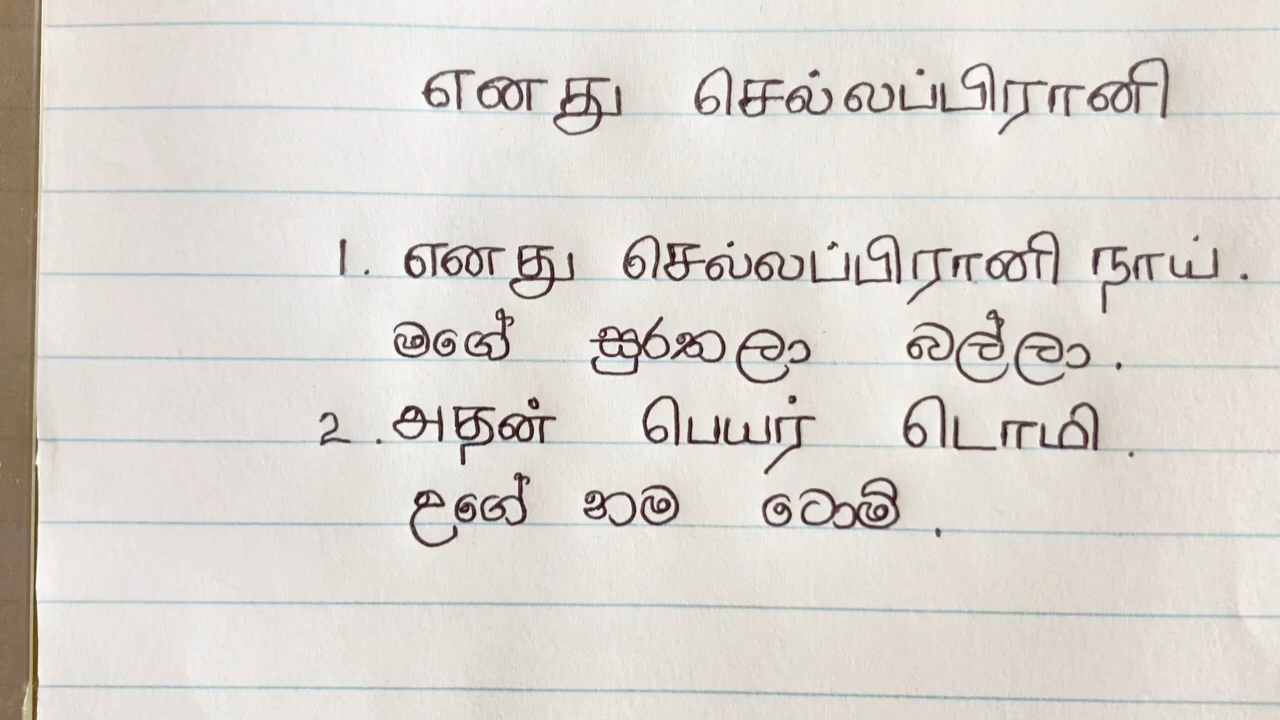 எனது செல்லப்பிரானி
1. எனது செல்லப்பிரானி நாய்.
මගේ සුරතලා බල්ලා.
2. அதன் பெயர் டொமி.
උගේ නම ටොමී.